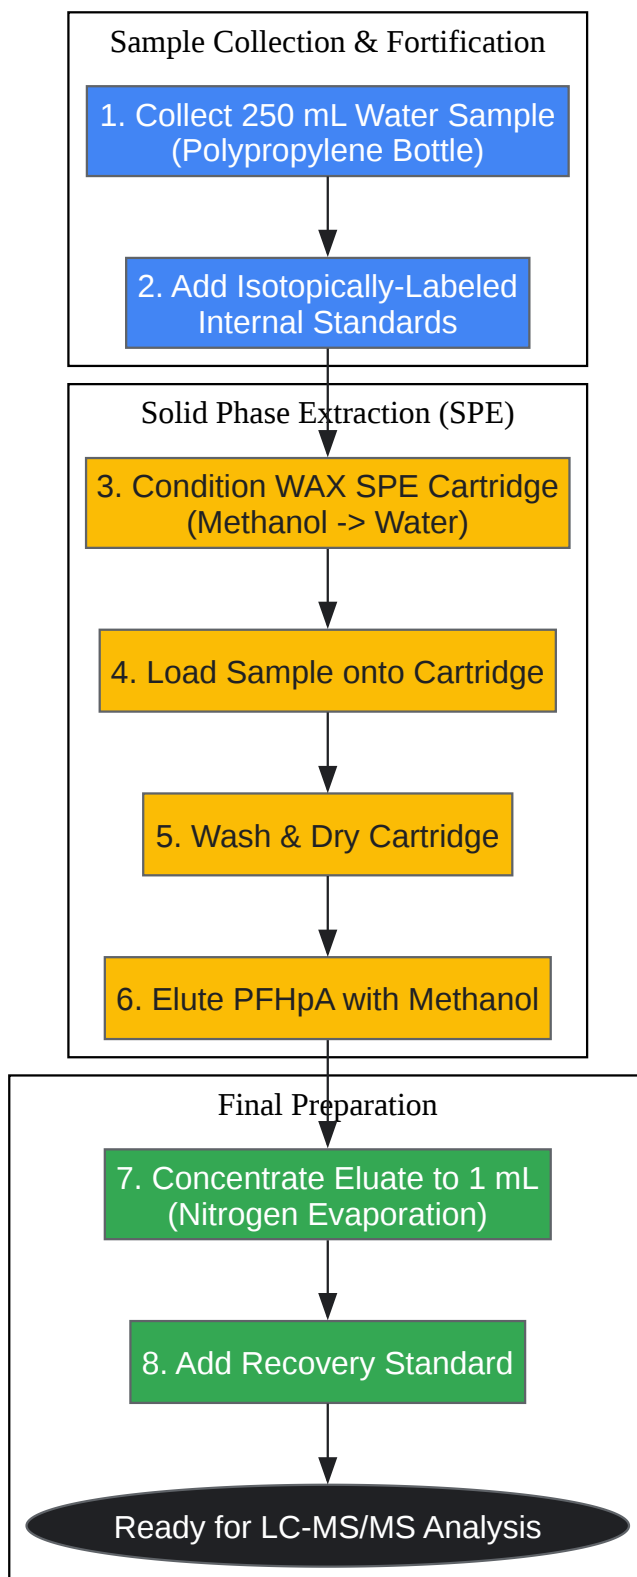 Sample Collection & Fortification
1. Collect 250 mL Water Sample
(Polypropylene Bottle)
2. Add Isotopically-Labeled
Internal Standards
Solid Phase Extraction (SPE)
3. Condition WAX SPE Cartridge
(Methanol -> Water)
4. Load Sample onto Cartridge
5. Wash & Dry Cartridge
6. Elute PFHpA with Methanol
Final Preparation
7. Concentrate Eluate to 1 mL
(Nitrogen Evaporation)
8. Add Recovery Standard
Ready for LC-MS/MS Analysis